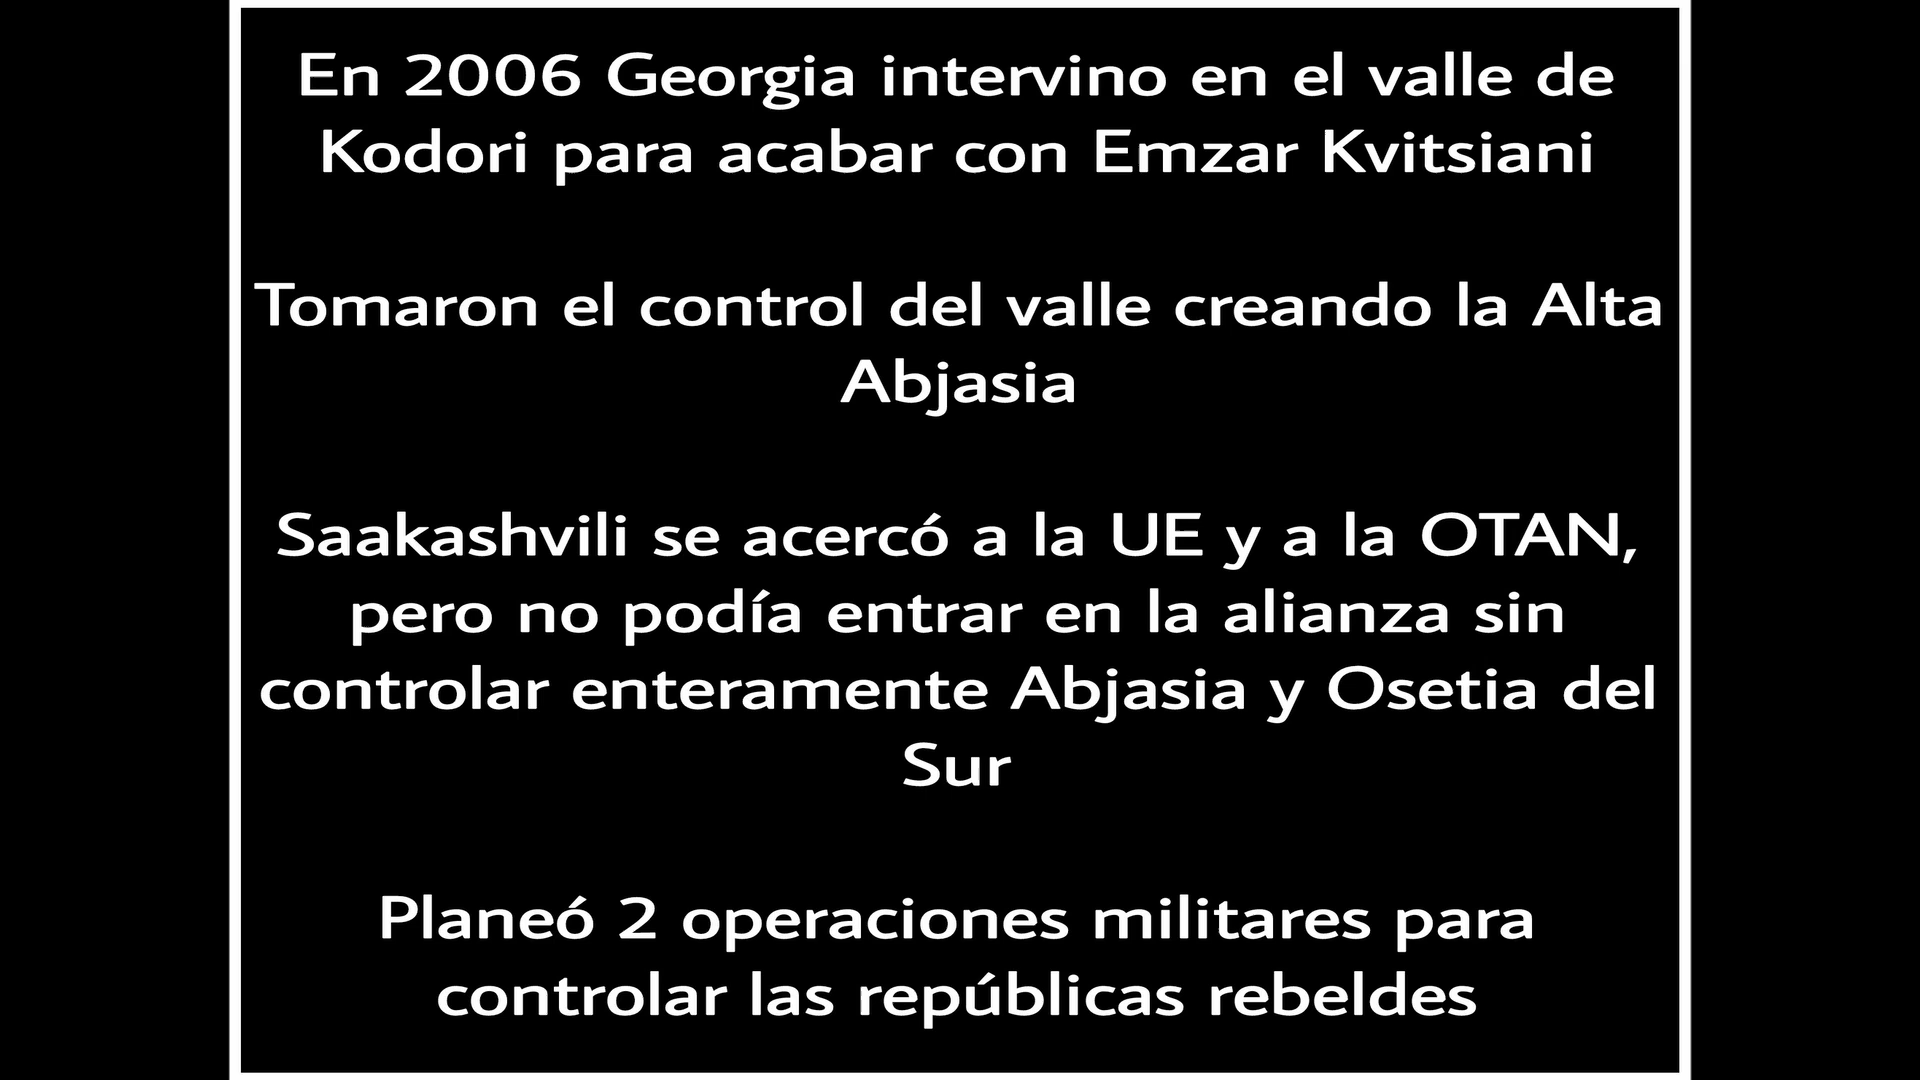 En 2006 Georgia intervino en el valle de
Kodori para acabar con Emzar Kvitsiani
Tomaron el control del valle creando la Alta
Abjasia
Saakashvili se acercó a la UE y a la OTAN,
pero no podía entrar en la alianza sin
controlar enteramente Abjasia y Osetia del
Sur
Planeó 2 operaciones militares para
controlar las repúblicas rebeldes